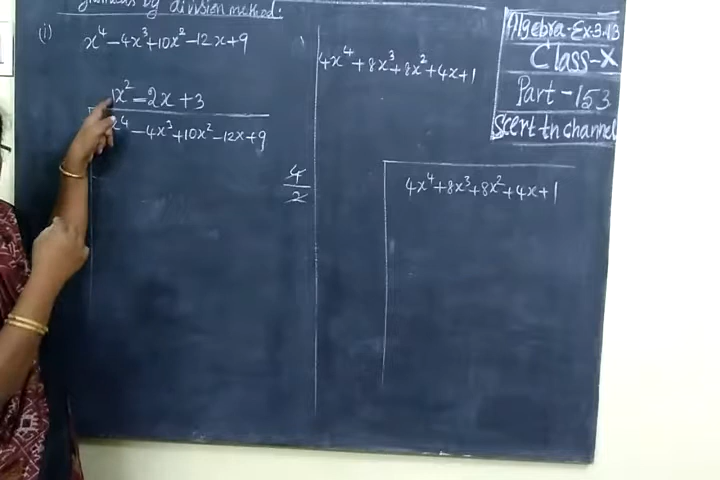 by division method:
(i) x⁴-4x³+10x²-12x+9
x²-2x+3
-4x³+10x²-12x+9
4
2
4x⁴+8x³+8x²+4x+1
4x⁴+8x³+8x²+4x+1
Algebra-Ex-3.13
Class-X
Part-153
Scert tn channel